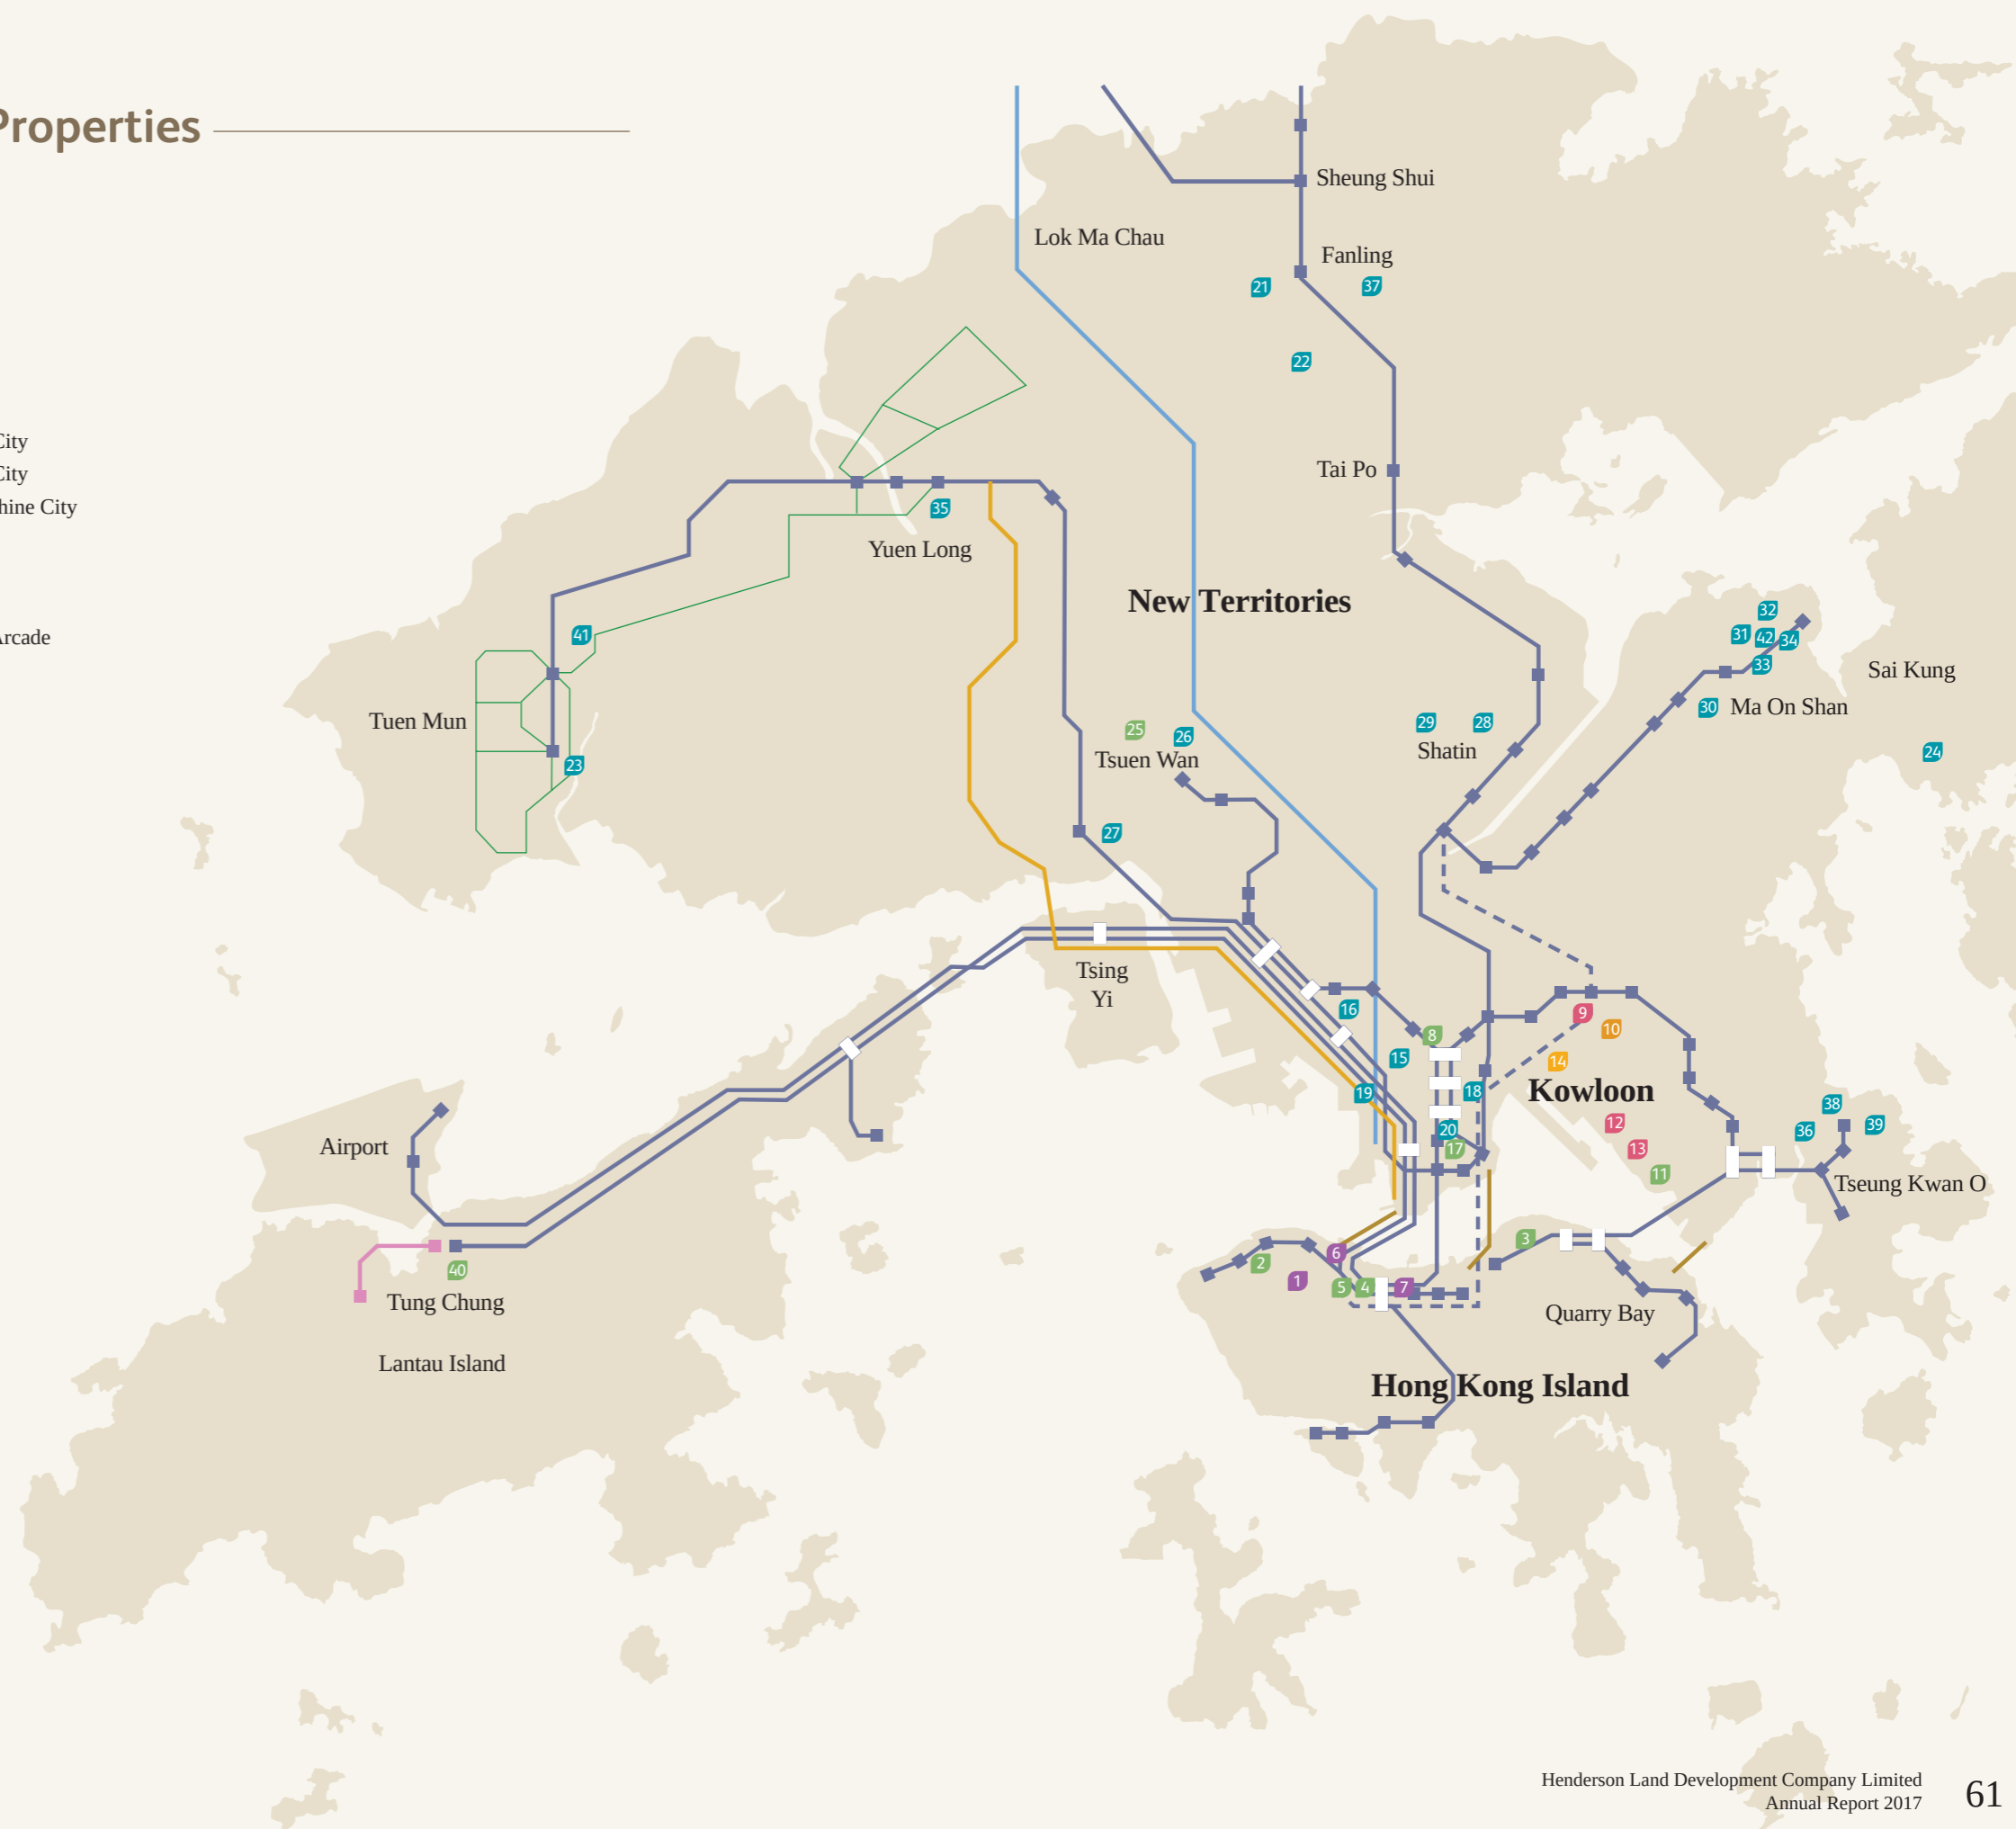 Properties
City
City
hine City
Arcade
Sheung Shui
Lok Ma Chau
Fanling
21
37
22
Tai Po
35
Yuen Long
New Territories
41
32
31
42
34
33
Sai Kung
Tuen Mun
30
Ma On Shan
29
28
25
26
Shatin
Tsuen Wan
24
23
27
Tsing
Yi
16
9
8
10
15
14
19
18
Kowloon
38
12
39
20
36
Airport
17
13
11
Tseung Kwan O
3
6
2
40
1
5
4
7
Tung Chung
Quarry Bay
Lantau Island
Hong Kong Island
Henderson Land Development Company Limited
Annual Report 2017
61